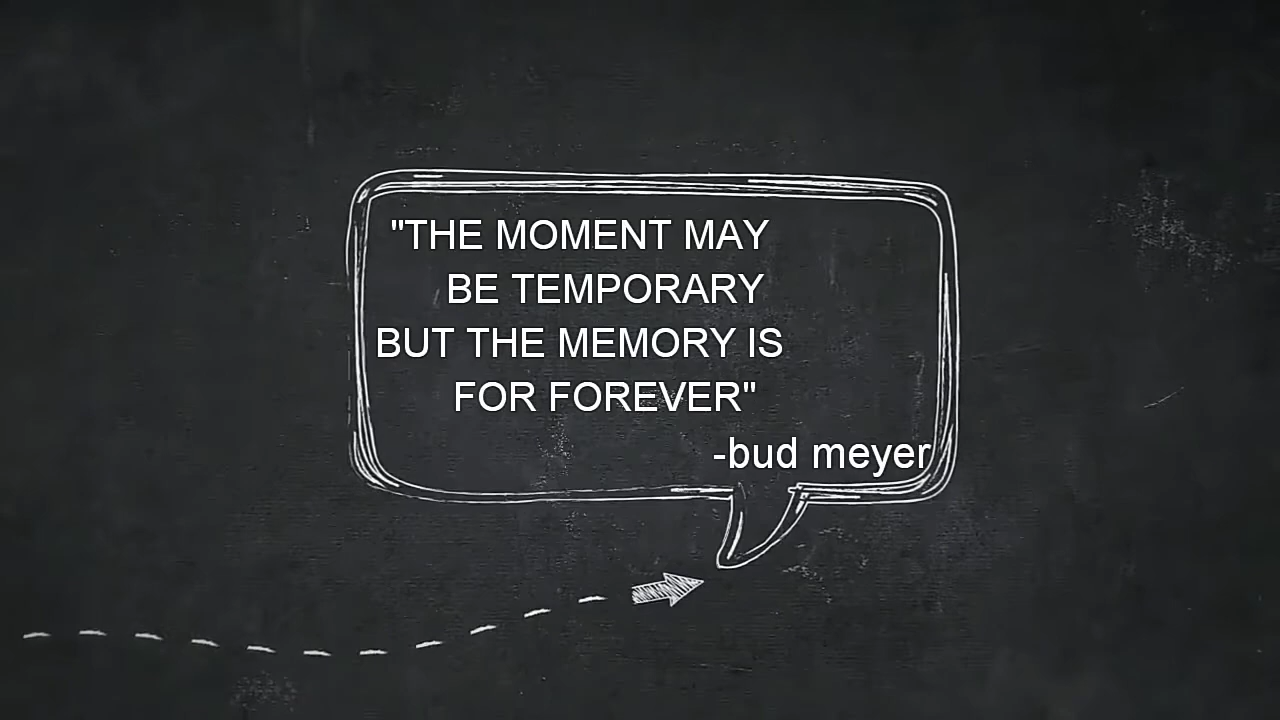 "THE MOMENT MAY
BE TEMPORARY
BUT THE MEMORY IS
FOR FOREVER"
-bud meyer